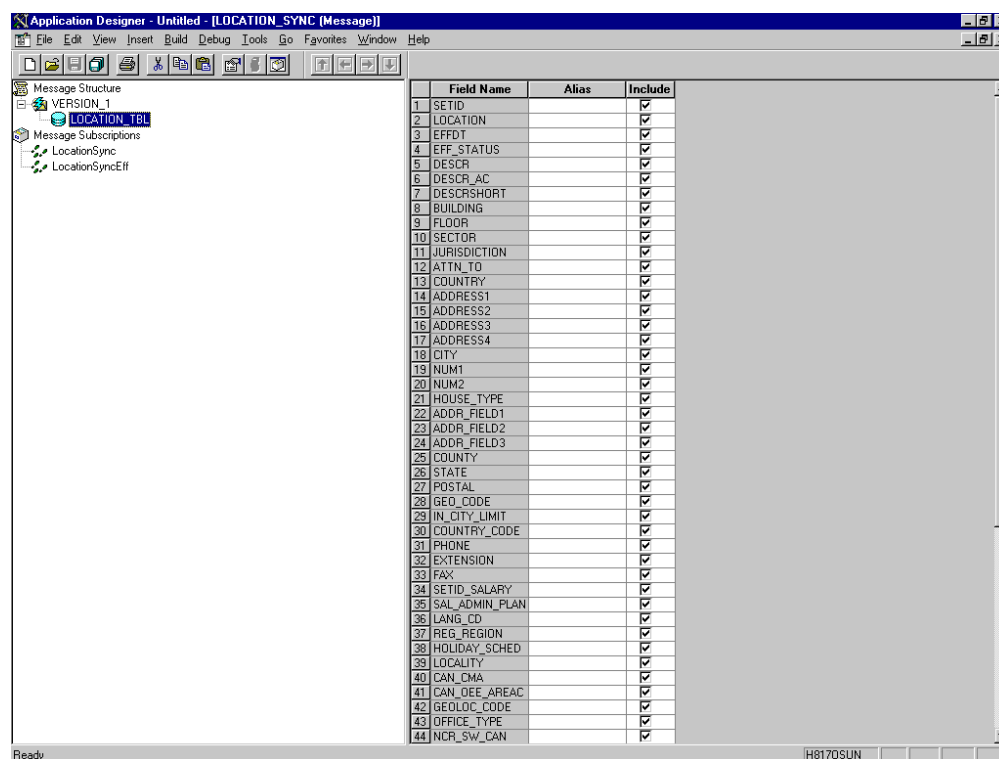 Application Designer - Untitled - [LOCATION_SYNC (Message)]
File Edit View Insert Build Debug Tools Go Favorites Window Help
Message Structure
VERSION_1
LOCATION_TBL
Message Subscriptions
LocationSync
LocationSyncEff
Field Name Alias Include
1 SETID
2 LOCATION
3 EFFDT
4 EFF_STATUS
5 DESCR
6 DESCR_AC
7 DESCRSHORT
8 BUILDING
9 FLOOR
10 SECTOR
11 JURISDICTION
12 ATTN_TO
13 COUNTRY
14 ADDRESS1
15 ADDRESS2
16 ADDRESS3
17 ADDRESS4
18 CITY
19 NUM1
20 NUM2
21 HOUSE_TYPE
22 ADDR_FIELD1
23 ADDR_FIELD2
24 ADDR_FIELD3
25 COUNTY
26 STATE
27 POSTAL
28 GEO_CODE
29 IN_CITY_LIMIT
30 COUNTRY_CODE
31 PHONE
32 EXTENSION
33 FAX
34 SETID_SALARY
35 SAL_ADMIN_PLAN
36 LANG_CD
37 REG_REGION
38 HOLIDAY_SCHED
39 LOCALITY
40 CAN_CMA
41 CAN_OEE_AREAC
42 GEOLOC_CODE
43 OFFICE_TYPE
44 NCR_SW_CAN
Ready H817OSUN